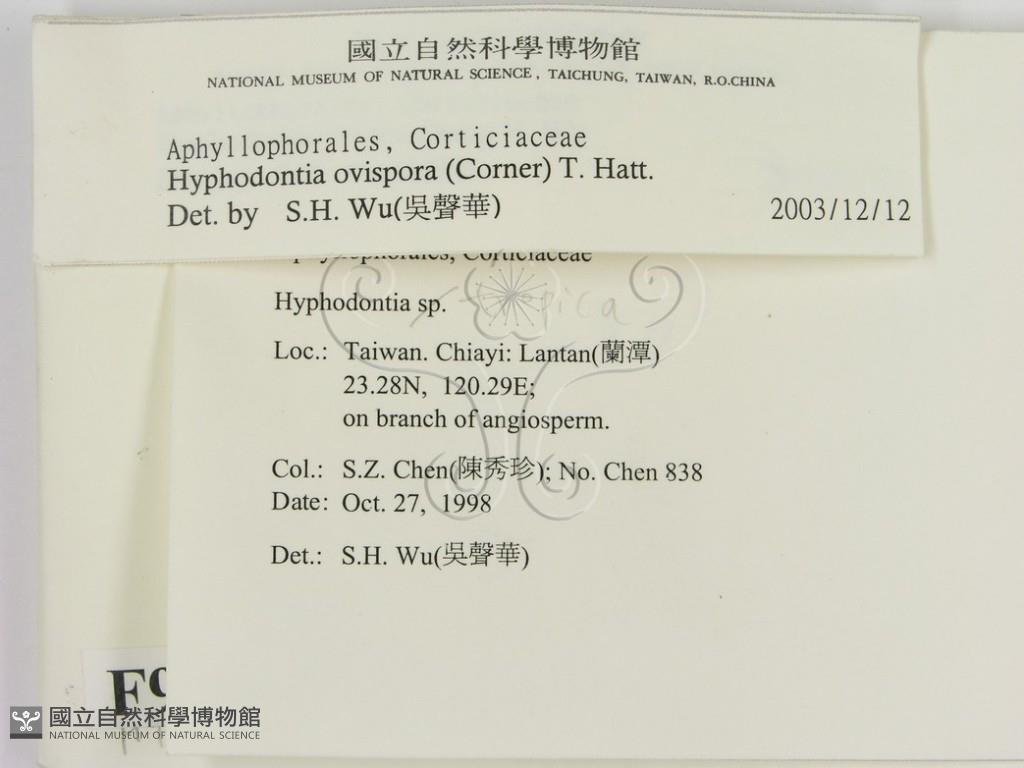 國立自然科學博物館
NATIONAL MUSEUM OF NATURAL SCIENCE, TAICHUNG, TAIWAN, R.O.CHINA
Aphyllophorales, Corticiaceae
Hyphodontia ovispora (Corner) T. Hatt.
Det. by S.H. Wu(吳聲華) 2003/12/12
Corticiaceae
Hyphodontia sp.
Loc.: Taiwan. Chiayi: Lantan(蘭潭)
23.28N, 120.29E;
on branch of angiosperm.
Col.: S.Z. Chen(陳秀珍); No. Chen 838
Date: Oct. 27, 1998
Det.: S.H. Wu(吳聲華)
F9
國立自然科學博物館
NATIONAL MUSEUM OF NATURAL SCIENCE